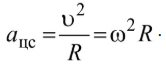 a_цс = υ²/R = ω²R.